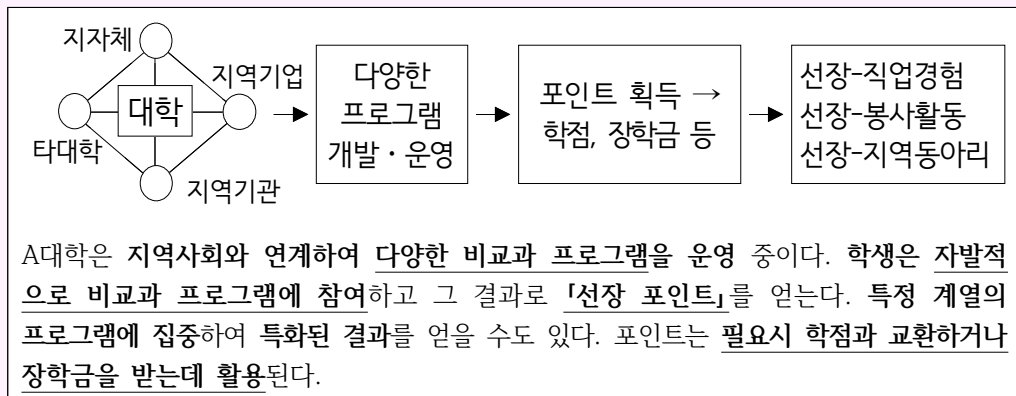 지자체
지역기업
대학
타대학
지역기관
다양한
프로그램
개발·운영
포인트 획득 →
학점, 장학금 등
선장-직업경험
선장-봉사활동
선장-지역동아리
A대학은 지역사회와 연계하여 다양한 비교과 프로그램을 운영 중이다. 학생은 자발적
으로 비교과 프로그램에 참여하고 그 결과로 「선장 포인트」를 얻는다. 특정 계열의
프로그램에 집중하여 특화된 결과를 얻을 수도 있다. 포인트는 필요시 학점과 교환하거나
장학금을 받는데 활용된다.